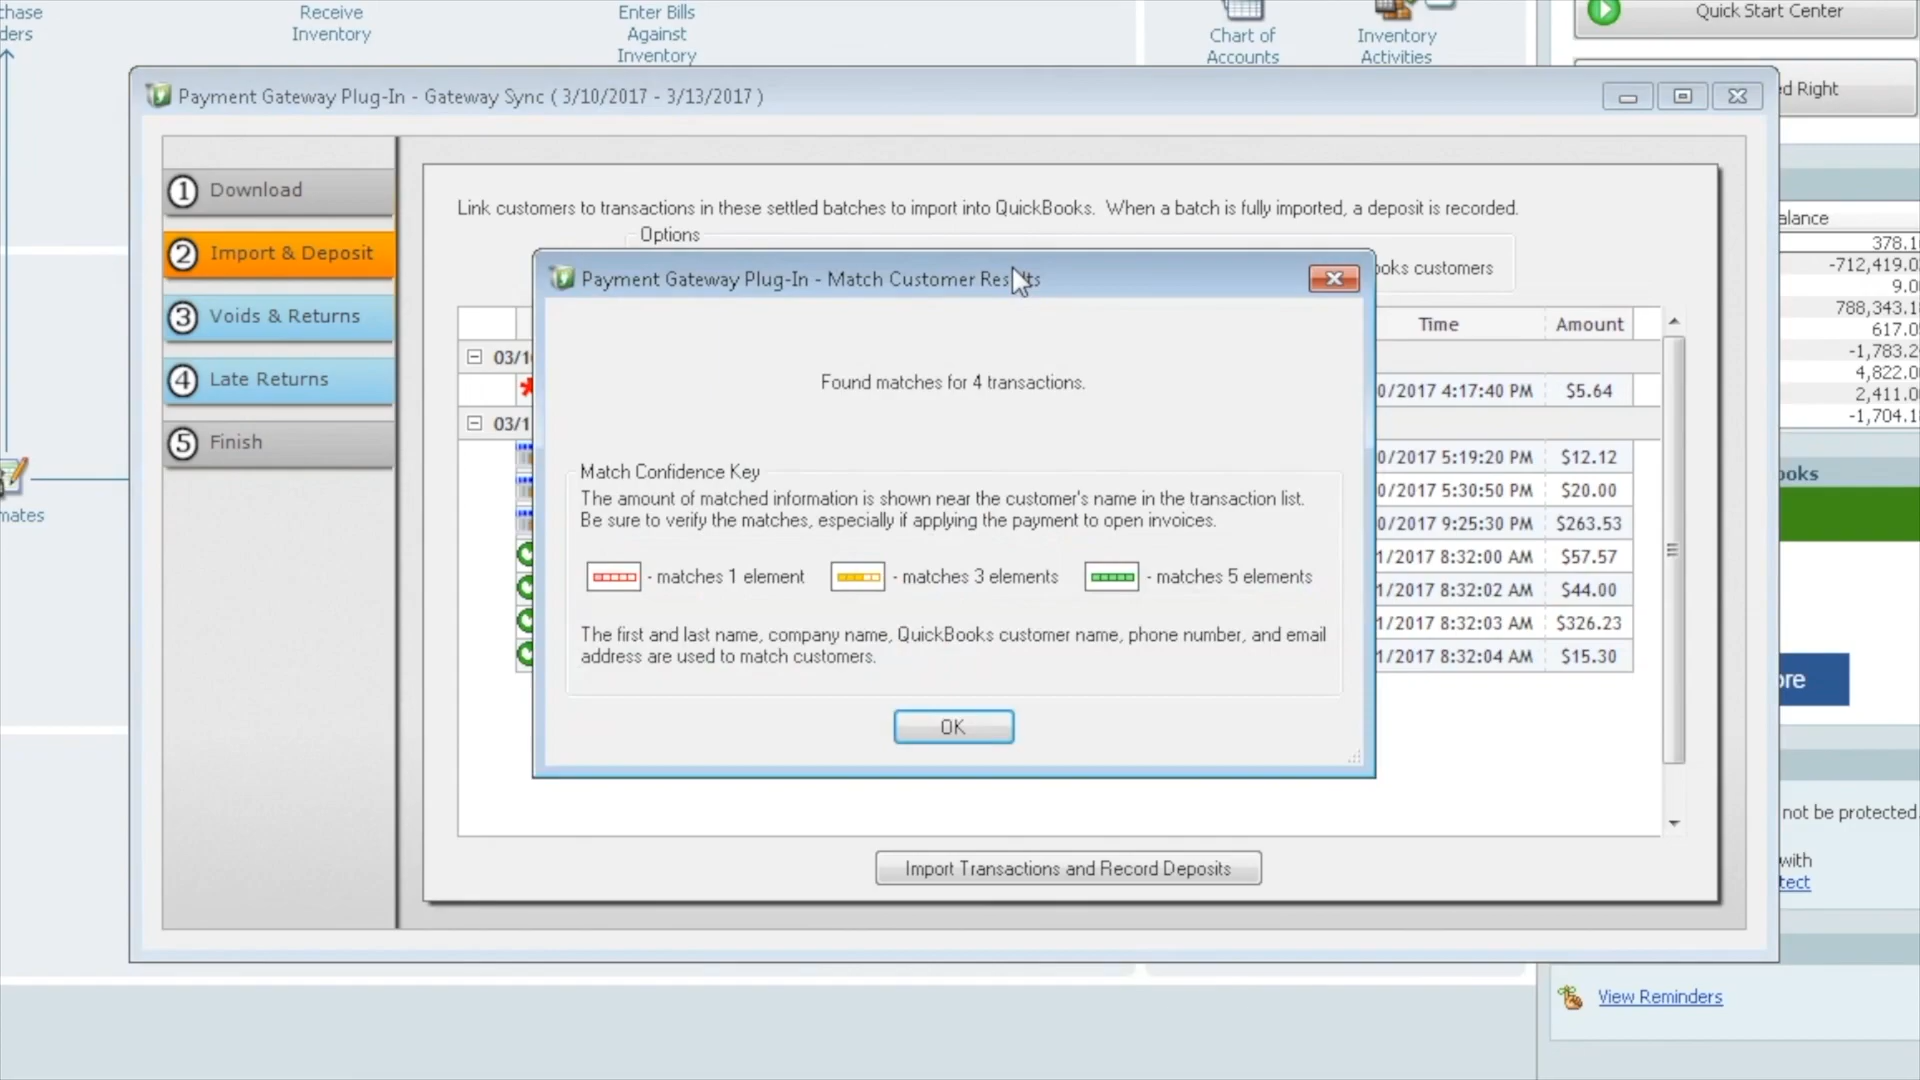 Receive
Inventory
Enter Bills
Against
Inventory
Chart of
Accounts
Inventory
Activities
Quick Start Center
Right
Payment Gateway Plug-In - Gateway Sync ( 3/10/2017 - 3/13/2017 )
1 Download
2 Import & Deposit
3 Voids & Returns
4 Late Returns
5 Finish
Link customers to transactions in these settled batches to import into QuickBooks. When a batch is fully imported, a deposit is recorded.
Options
customers
Payment Gateway Plug-In - Match Customer Results
Found matches for 4 transactions.
Match Confidence Key
The amount of matched information is shown near the customer's name in the transaction list.
Be sure to verify the matches, especially if applying the payment to open invoices.
- matches 1 element
- matches 3 elements
- matches 5 elements
The first and last name, company name, QuickBooks customer name, phone number, and email
address are used to match customers.
OK
Time Amount
03/1
0/2017 4:17:40 PM $5.64
03/1
0/2017 5:19:20 PM $12.12
0/2017 5:30:50 PM $20.00
0/2017 9:25:30 PM $263.53
1/2017 8:32:00 AM $57.57
1/2017 8:32:02 AM $44.00
1/2017 8:32:03 AM $326.23
1/2017 8:32:04 AM $15.30
Import Transactions and Record Deposits
alance
378.1
-712,419.0
9.0
788,343.1
617.0
-1,783.2
4,822.0
2,411.0
-1,704.1
ooks
ore
not be protected.
with
tect
View Reminders
mates